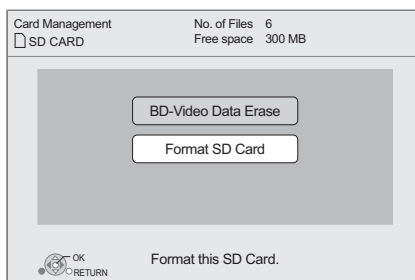 Card Management
SD CARD
No. of Files 6
Free space 300 MB
BD-Video Data Erase
Format SD Card
OK
RETURN
Format this SD Card.